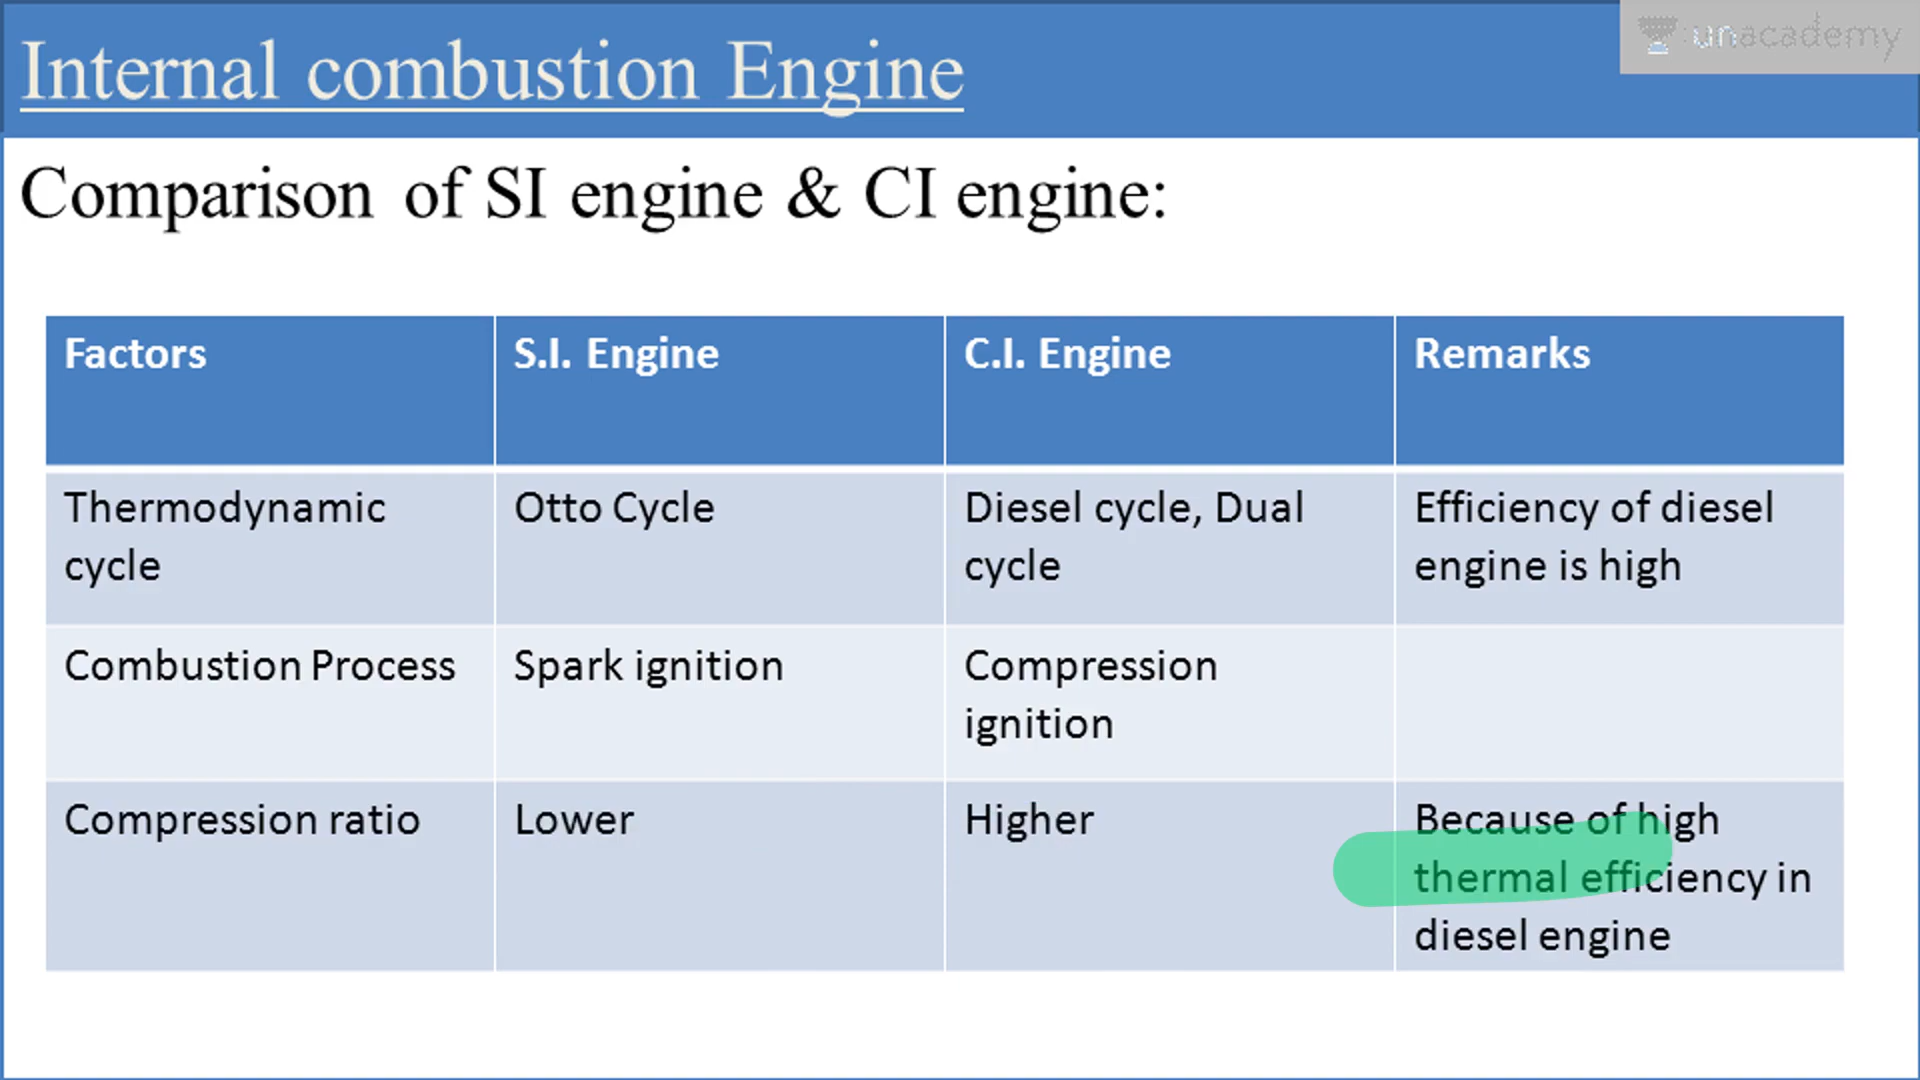 unacademy
Internal combustion Engine
Comparison of SI engine & CI engine:
Factors
S.I. Engine
C.I. Engine
Remarks
Thermodynamic
cycle
Otto Cycle
Diesel cycle, Dual
cycle
Efficiency of diesel
engine is high
Combustion Process
Spark ignition
Compression
ignition
Compression ratio
Lower
Higher
Because of high
thermal efficiency in
diesel engine